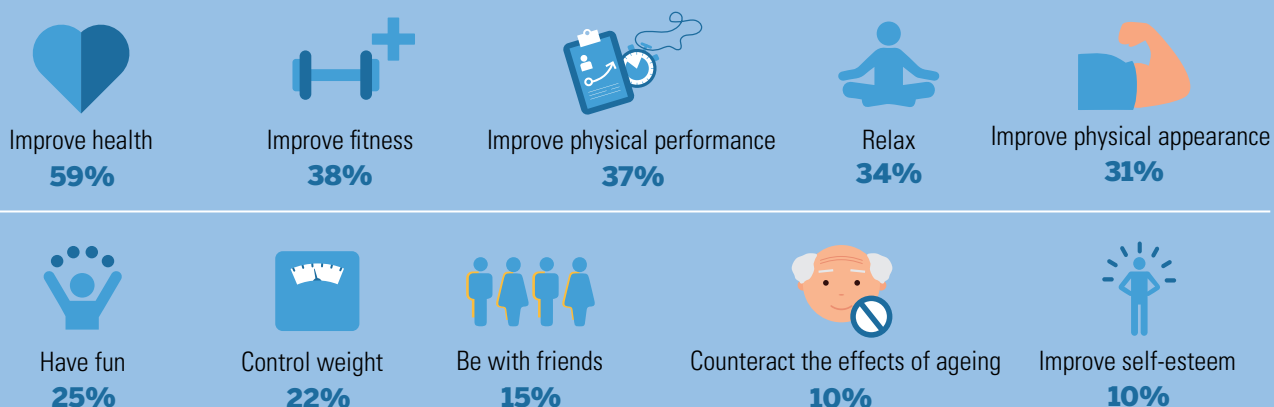 Improve health
59%
Improve fitness
38%
Improve physical performance
37%
Relax
34%
Improve physical appearance
31%
Have fun
25%
Control weight
22%
Be with friends
15%
Counteract the effects of ageing
10%
Improve self-esteem
10%